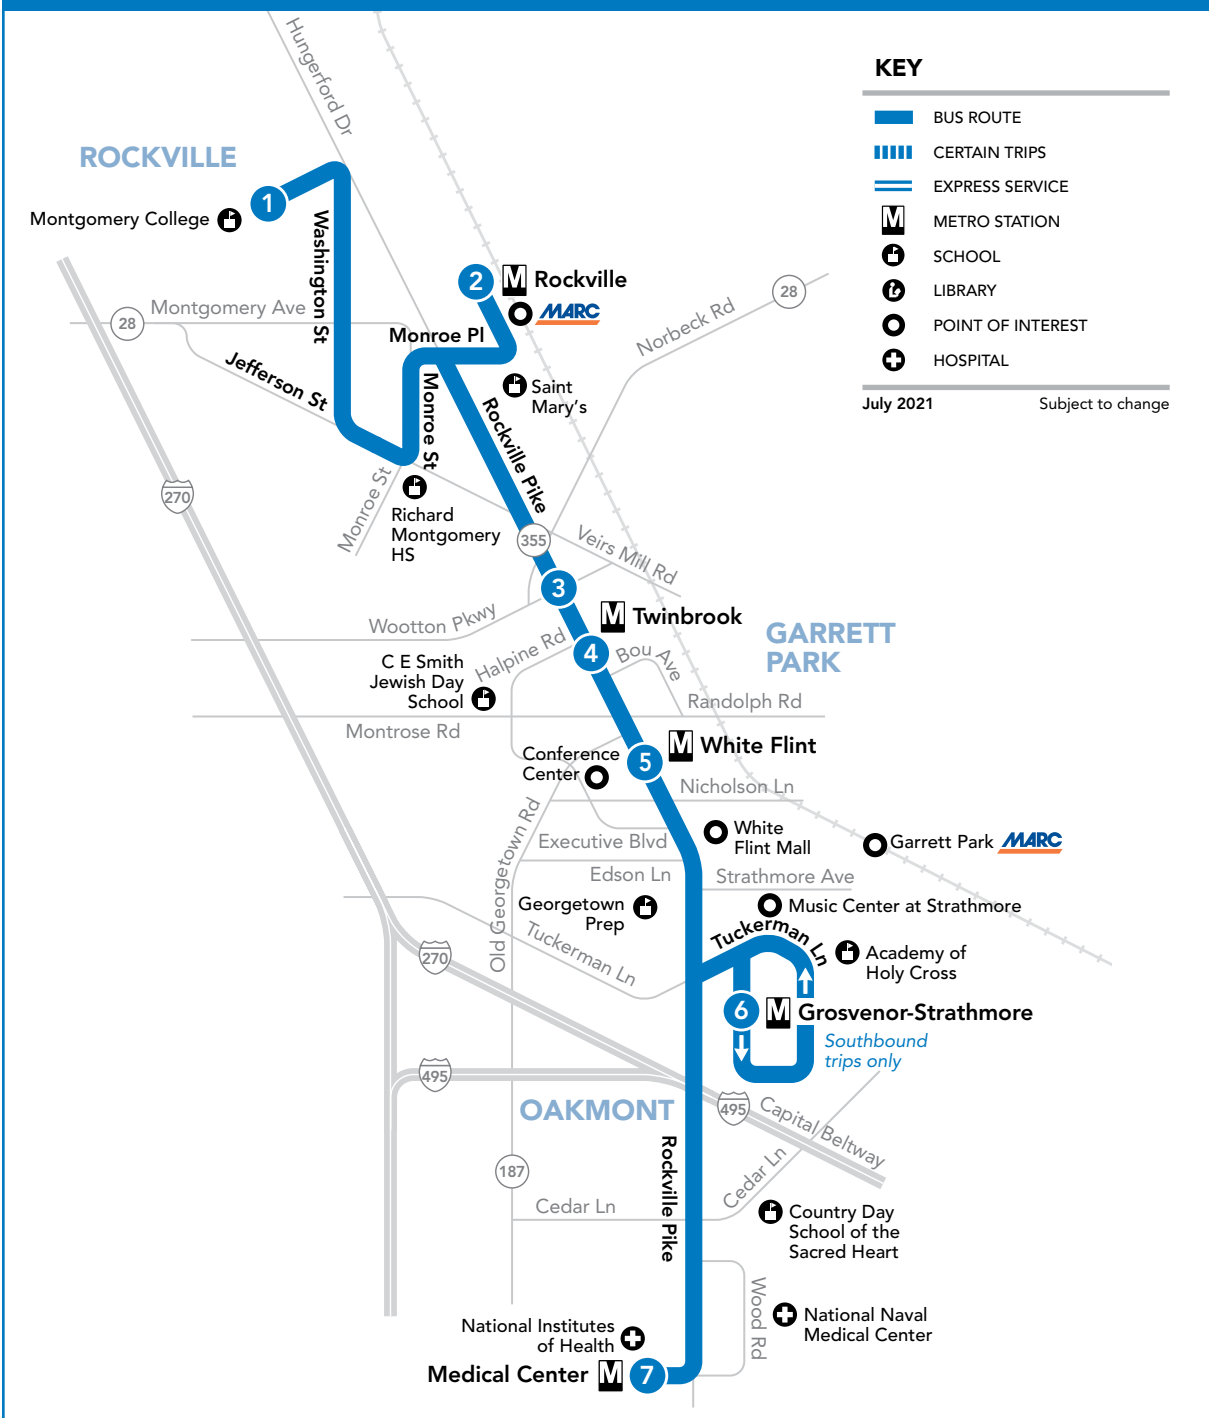 Hungerford Dr
KEY
BUS ROUTE
CERTAIN TRIPS
EXPRESS SERVICE
M METRO STATION
SCHOOL
LIBRARY
POINT OF INTEREST
HOSPITAL
July 2021 Subject to change
ROCKVILLE
Montgomery College
1
Washington St
2
M Rockville
MARC
28
Norbeck Rd
28
Montgomery Ave
Monroe Pl
Jefferson St
Monroe St
Saint
Mary's
Rockville Pike
270
Monroe St
Richard
Montgomery
HS
355
Veirs Mill Rd
3
Wootton Pkwy
M Twinbrook
GARRETT
PARK
Halpine Rd
4
Bou Ave
C E Smith
Jewish Day
School
Randolph Rd
Montrose Rd
M White Flint
5
Conference
Center
Nicholson Ln
Old Georgetown Rd
Executive Blvd
White
Flint Mall
Garrett Park MARC
Edson Ln
Strathmore Ave
Georgetown
Prep
Music Center at Strathmore
Tuckerman Ln
Tuckerman Ln
Academy of
Holy Cross
270
6
M Grosvenor-Strathmore
Southbound
trips only
495
OAKMONT
495
Capital Beltway
Rockville Pike
187
Cedar Ln
Cedar Ln
Country Day
School of the
Sacred Heart
Wood Rd
National Naval
Medical Center
National Institutes
of Health
Medical Center M 7